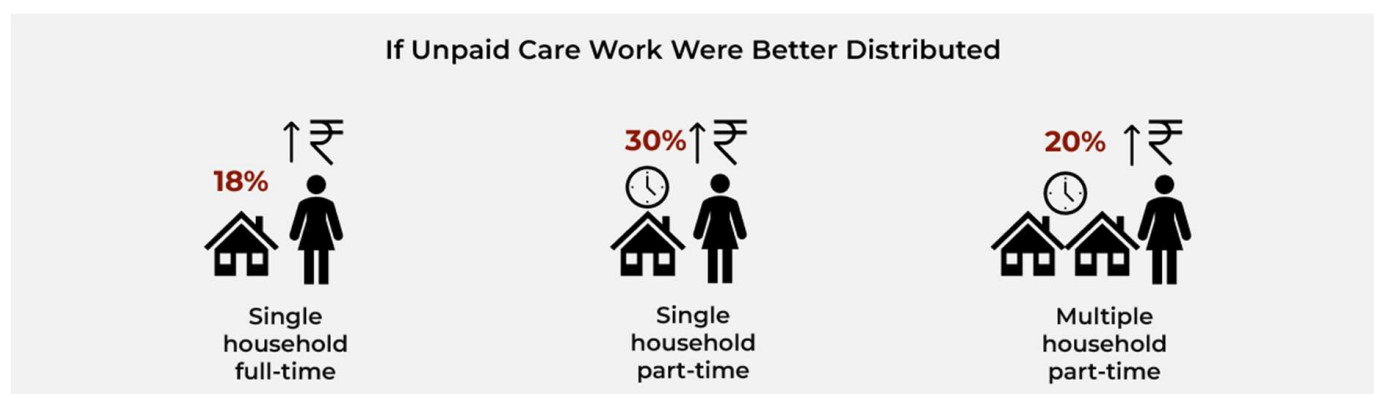 If Unpaid Care Work Were Better Distributed
18%
↑₹
Single
household
full-time
30%
↑₹
Single
household
part-time
20%
↑₹
Multiple
household
part-time